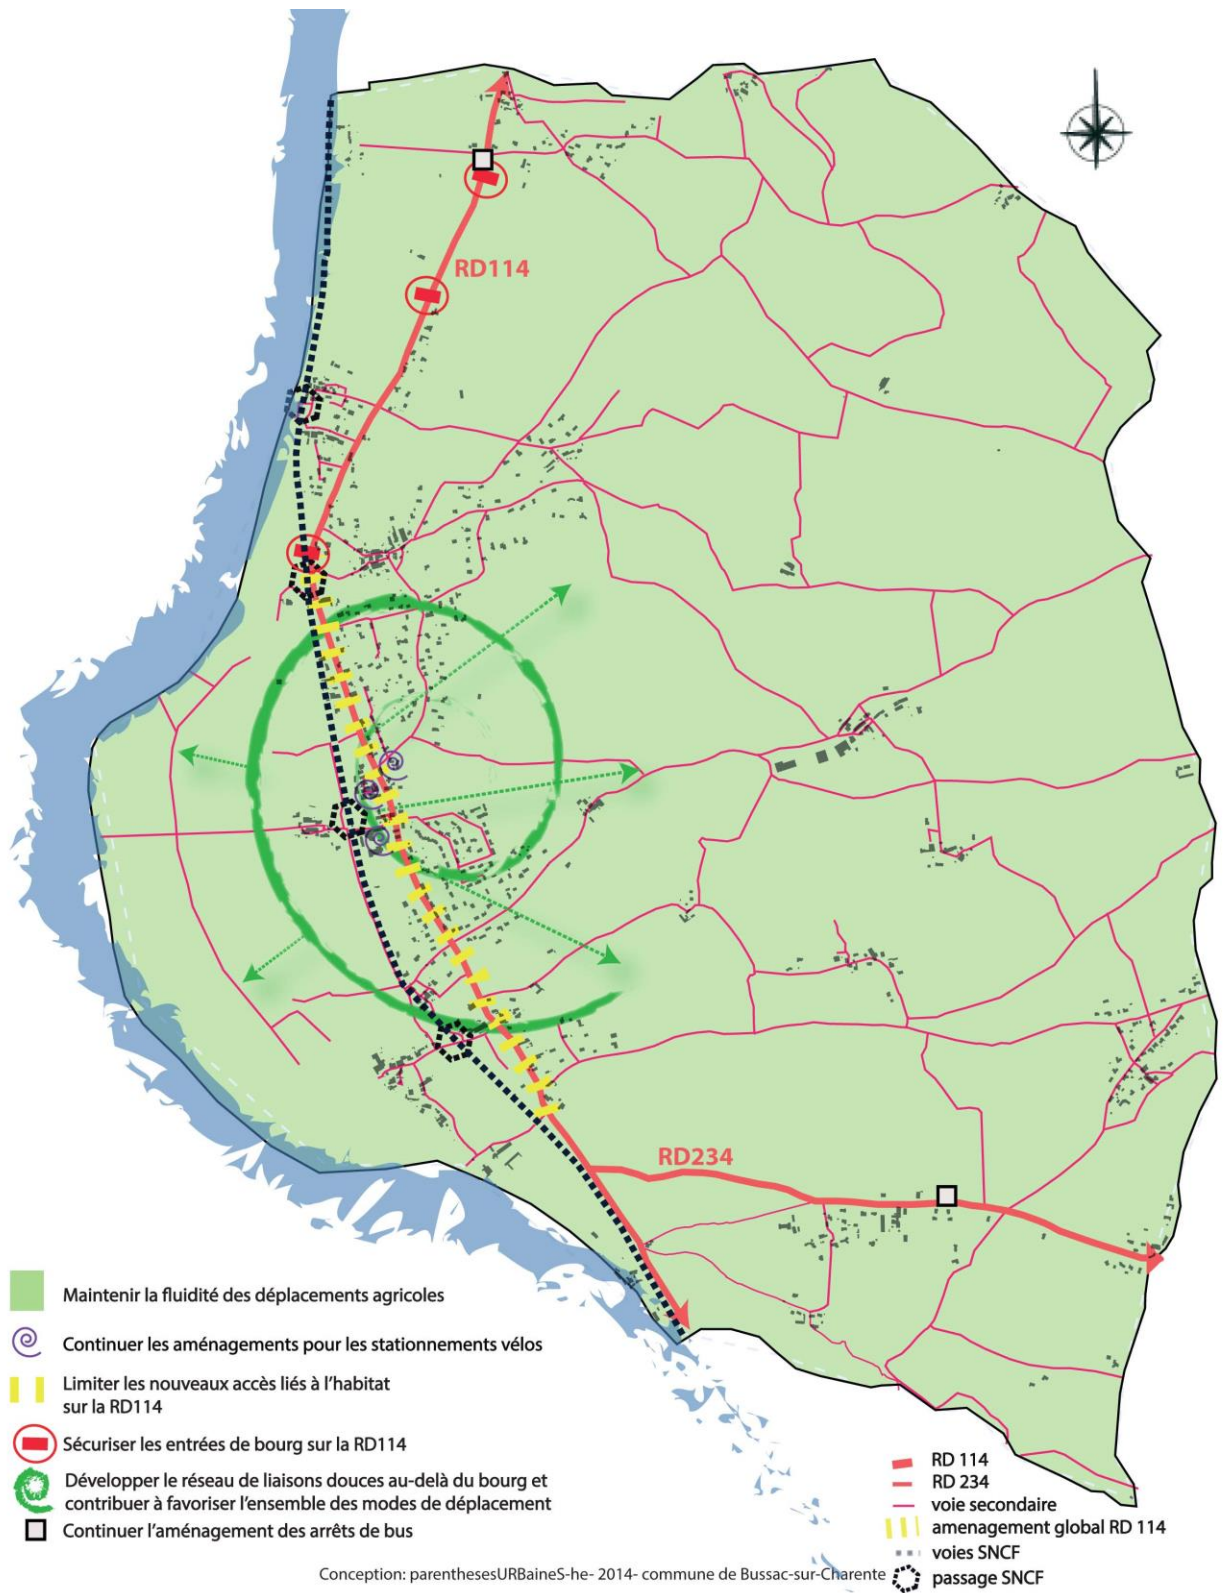 RD114
RD234
Maintenir la fluidité des déplacements agricoles
Continuer les aménagements pour les stationnements vélos
Limiter les nouveaux accès liés à l'habitat
sur la RD114
Sécuriser les entrées de bourg sur la RD114
Développer le réseau de liaisons douces au-delà du bourg et
contribuer à favoriser l'ensemble des modes de déplacement
Continuer l'aménagement des arrêts de bus
RD 114
RD 234
voie secondaire
amenagement global RD 114
voies SNCF
passage SNCF
Conception: parenthesesURBaineS-he- 2014- commune de Bussac-sur-Charente